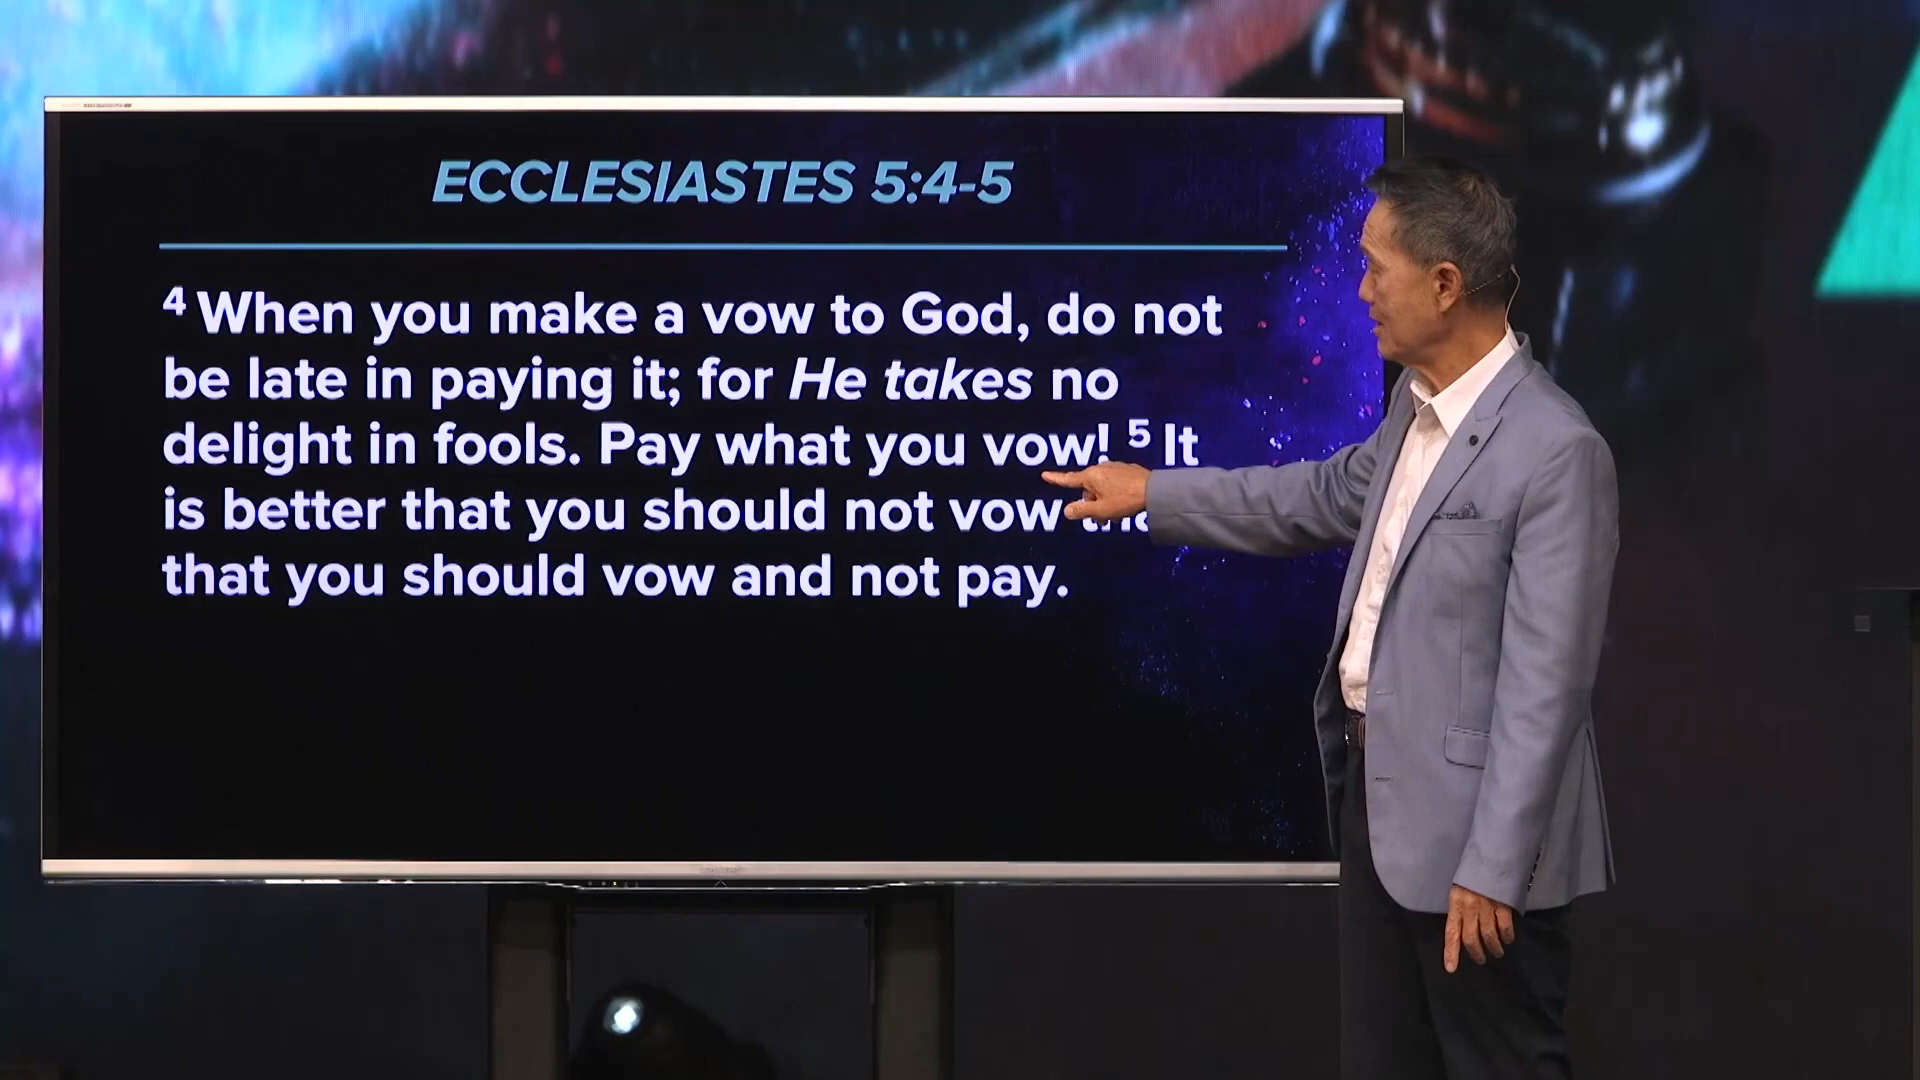 ECCLESIASTES 5:4-5
4 When you make a vow to God, do not
be late in paying it; for He takes no
delight in fools. Pay what you vow! 5 It
is better that you should not vow
that you should vow and not pay.